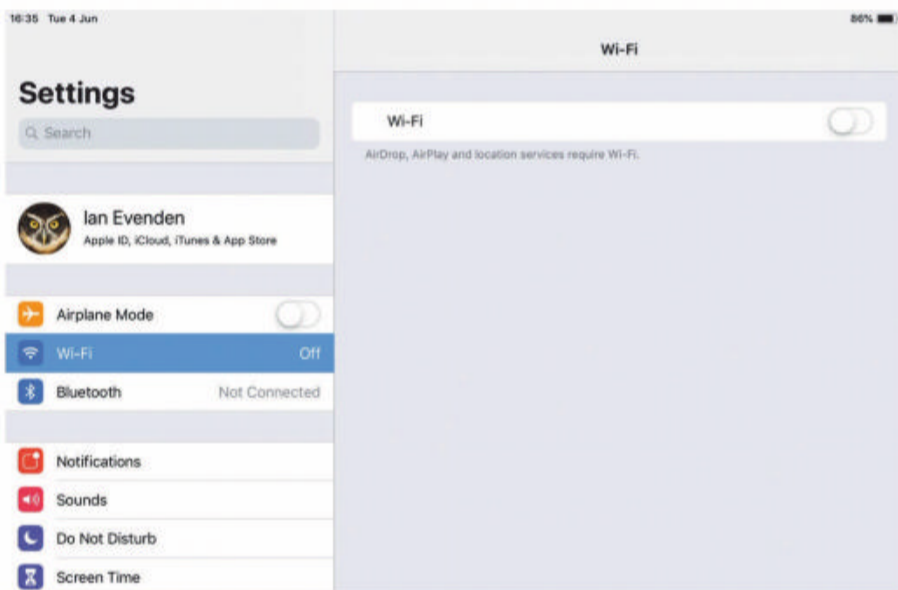 16:35 Tue 4 Jun
86%
Settings
Search
Ian Evenden
Apple ID, iCloud, iTunes & App Store
Airplane Mode
Wi-Fi Off
Bluetooth Not Connected
Notifications
Sounds
Do Not Disturb
Screen Time
Wi-Fi
Wi-Fi
AirDrop, AirPlay and location services require Wi-Fi.